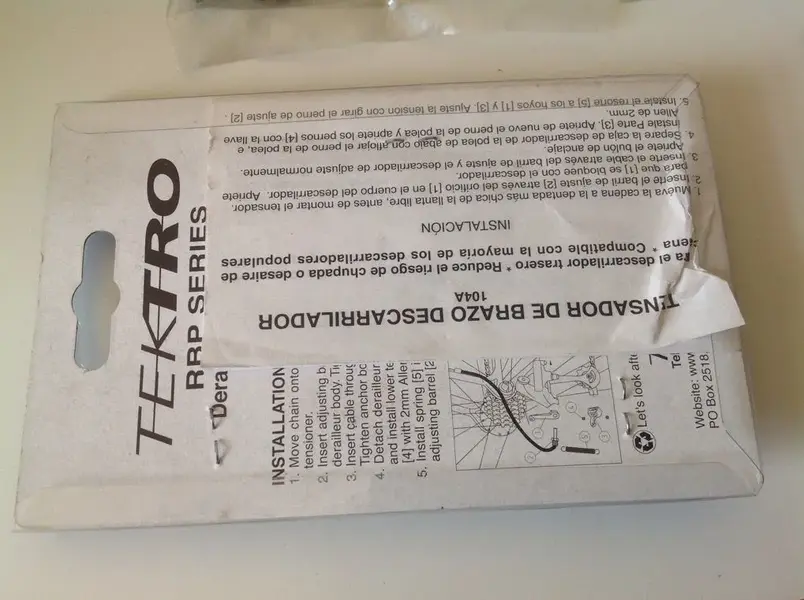 TEKTRO
RRP SERIES
Dera
INSTALLATION
1. Move chain onto
tensioner.
2. Insert adjusting b
derailleur body. Ti
3. Insert cable throug
Tighten anchor bo
4. Detach derailleur
and install lower te
[4] with 2mm Allen
5. Install spring [5] i
adjusting barrel [2
Let's look afte
7
Tel
Website: www
PO Box 2518,
ENSADOR DE BRAZO DESCARRILADOR
104A
ra el descarrilador trasero * Reduce el riesgo de chupada o desaire de
ena * Compatible con la mayoría de los descarriladores populares
INSTALACIÓN
1. Muéva la cadena a la dentada más chica de la llanta libre, antes de montar el tensador.
2. Inserte el barril de ajuste [2] através del orificio [1] en el cuerpo del descarrilador. Apriete
para que [1] se bloquee con el descarrilador.
3. Inserte el cable através del barril de ajuste y el descarrilador de ajuste normalmente.
Apriete el bulón de anclaje.
4. Separe la caja de descarrilador de la polea de abajo con aflojar el perno de la polea, e
instale Parte [3]. Apriete de nuevo el perno de la polea y apriete los pernos [4] con la llave
Allen de 2mm.
5. Instale el resorte [5] a los hoyos [1] y [3]. Ajuste la tensión con girar el perno de ajuste [2].